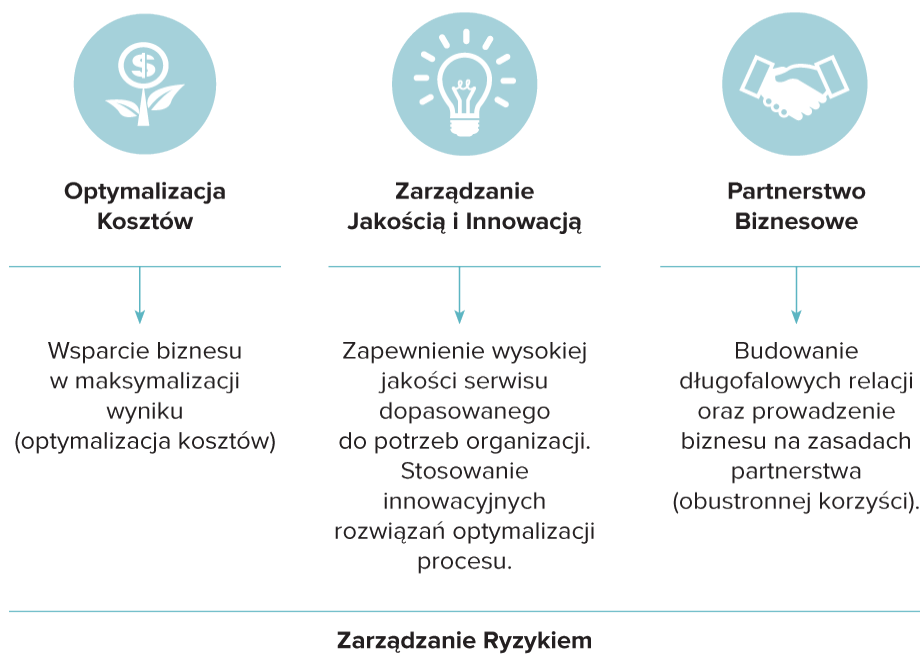 $
Optymalizacja
Kosztów
Zarządzanie
Jakością i Innowacją
Partnerstwo
Biznesowe
Wsparcie biznesu
w maksymalizacji
wyniku
(optymalizacja kosztów)
Zapewnienie wysokiej
jakości serwisu
dopasowanego
do potrzeb organizacji.
Stosowanie
innowacyjnych
rozwiązań optymalizacji
procesu.
Budowanie
długofalowych relacji
oraz prowadzenie
biznesu na zasadach
partnerstwa
(obustronnej korzyści).
Zarządzanie Ryzykiem